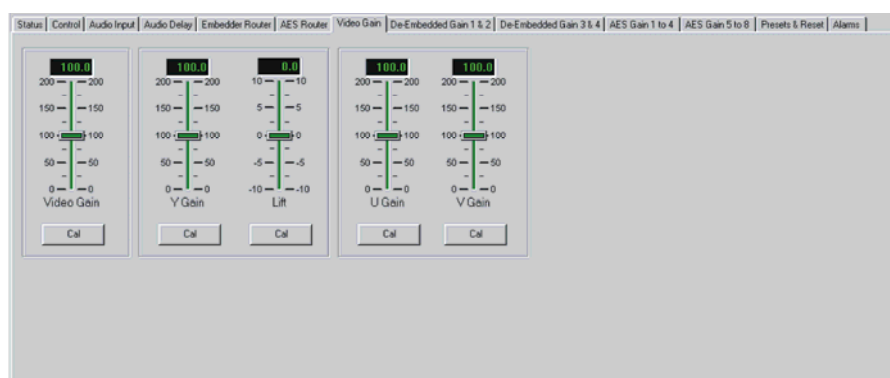 Status Control Audio Input Audio Delay Embedder Router AES Router Video Gain De-Embedded Gain 1 & 2 De-Embedded Gain 3 & 4 AES Gain 1 to 4 AES Gain 5 to 8 Presets & Reset Alarms
100.0 100.0 0.0 100.0 100.0
200 200 200 200 10 10 200 200 200 200
150 150 150 150 5 5 150 150 150 150
100 100 100 100 0 0 100 100 100 100
50 50 50 50 -5 -5 50 50 50 50
0 0 0 0 -10 -10 0 0 0 0
Video Gain Y Gain Lift U Gain V Gain
Cal Cal Cal Cal Cal